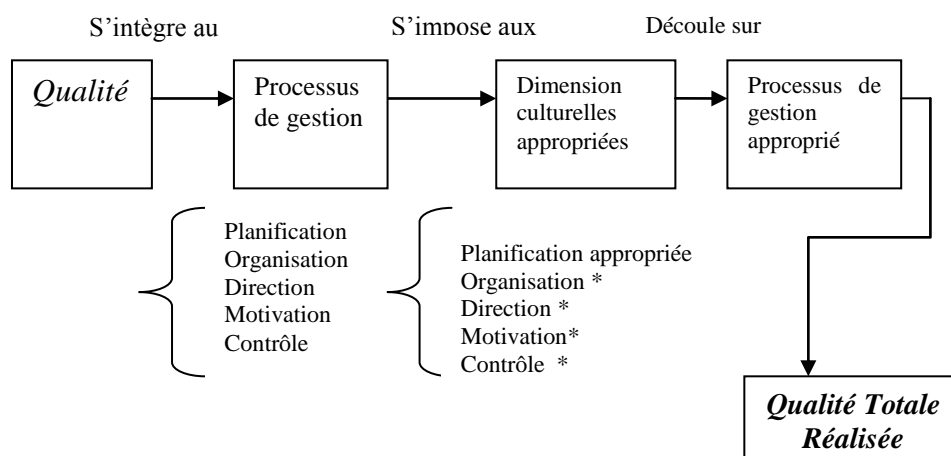 S'intègre au
S'impose aux
Découle sur
Qualité
Processus
de gestion
Dimension
culturelles
appropriées
Processus de
gestion
approprié
Planification
Organisation
Direction
Motivation
Contrôle
Planification appropriée
Organisation *
Direction *
Motivation*
Contrôle *
Qualité Totale
Réalisée